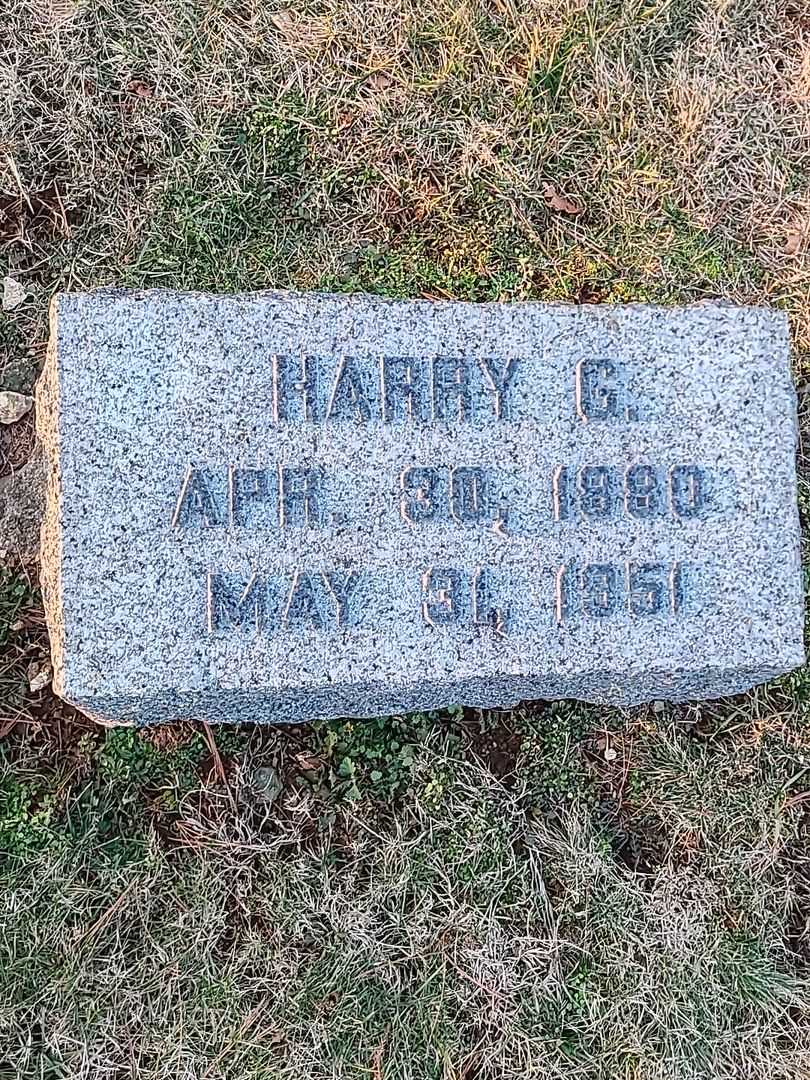 HARRY G.
APR. 30, 1880
MAY 31, 1951